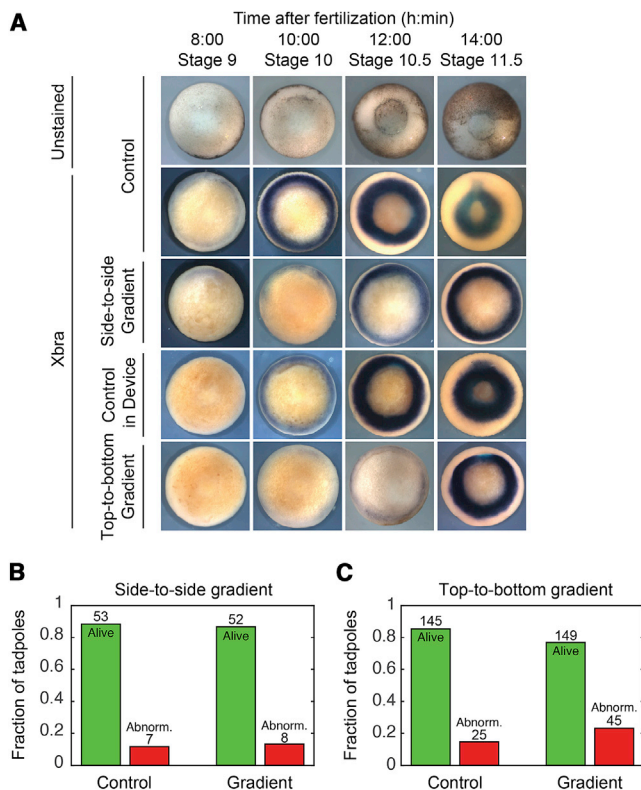 A
Time after fertilization (h:min)
8:00
Stage 9
10:00
Stage 10
12:00
Stage 10.5
14:00
Stage 11.5
Unstained
Control
Xbra
Side-to-side
Gradient
Control
in Device
Top-to-bottom
Gradient
B
Side-to-side gradient
Fraction of tadpoles
1
0.8
0.6
0.4
0.2
0
53
Alive
Abnorm.
7
52
Alive
Abnorm.
8
Control
Gradient
C
Top-to-bottom gradient
Fraction of tadpoles
1
0.8
0.6
0.4
0.2
0
145
Alive
Abnorm.
25
149
Alive
Abnorm.
45
Control
Gradient